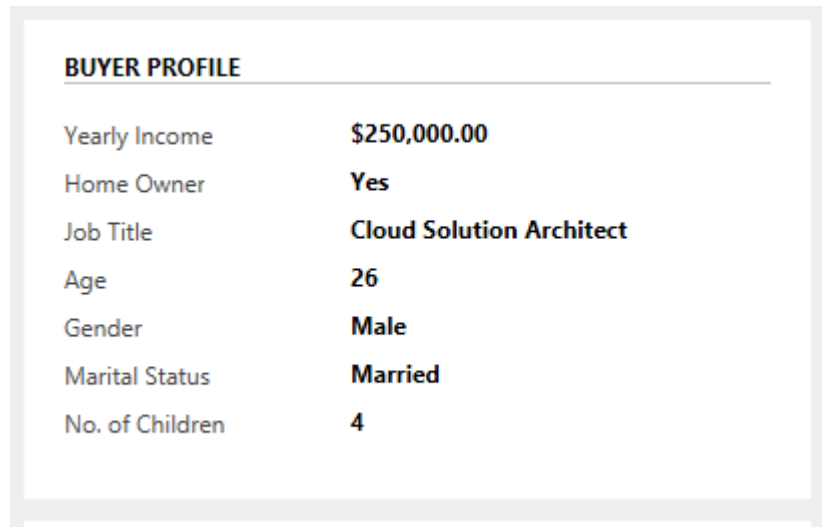 BUYER PROFILE
Yearly Income $250,000.00
Home Owner Yes
Job Title Cloud Solution Architect
Age 26
Gender Male
Marital Status Married
No. of Children 4